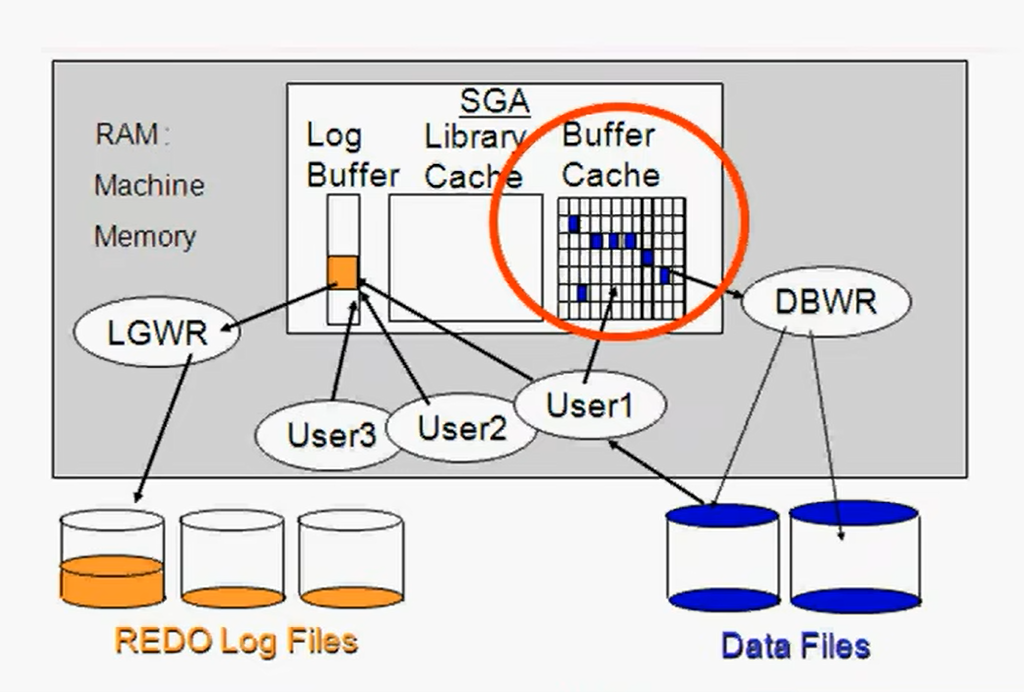 SGA
RAM :
Machine
Memory
Log
Buffer
Library
Cache
Buffer
Cache
LGWR
DBWR
User3
User2
User1
REDO Log Files
Data Files